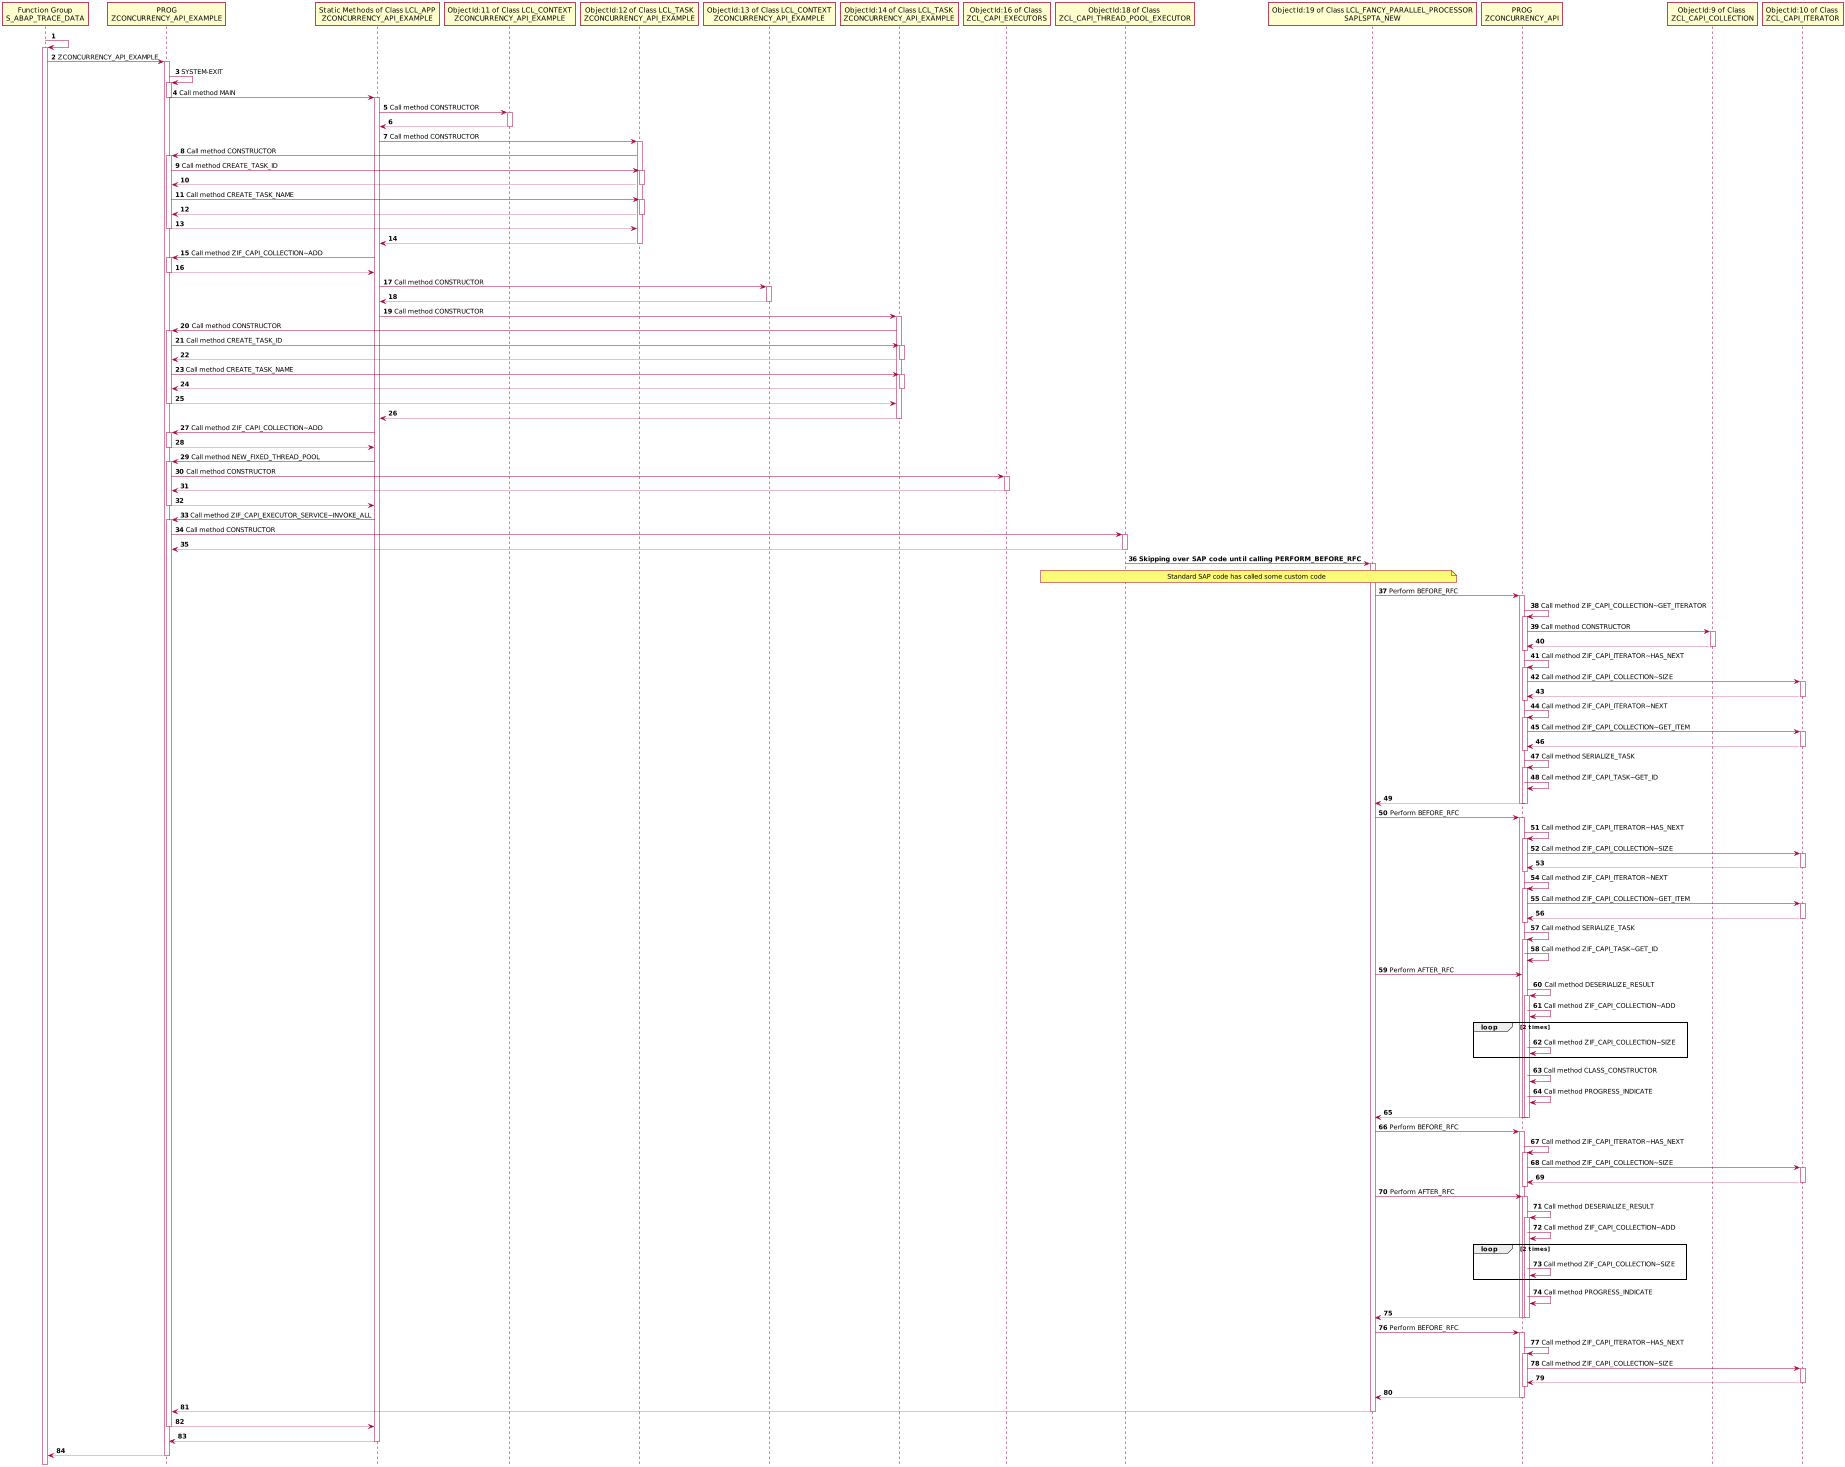 Function Group
S_ABAP_TRACE_DATA
PROG
ZCONCURRENCY_API_EXAMPLE
Static Methods of Class LCL_APP
ZCONCURRENCY_API_EXAMPLE
ObjectId:11 of Class LCL_CONTEXT
ZCONCURRENCY_API_EXAMPLE
ObjectId:12 of Class LCL_TASK
ZCONCURRENCY_API_EXAMPLE
ObjectId:13 of Class LCL_CONTEXT
ZCONCURRENCY_API_EXAMPLE
ObjectId:14 of Class LCL_TASK
ZCONCURRENCY_API_EXAMPLE
ObjectId:16 of Class
ZCL_CAPI_EXECUTORS
ObjectId:18 of Class
ZCL_CAPI_THREAD_POOL_EXECUTOR
ObjectId:19 of Class LCL_FANCY_PARALLEL_PROCESSOR
SAPLSPTA_NEW
PROG
ZCONCURRENCY_API
ObjectId:9 of Class
ZCL_CAPI_COLLECTION
ObjectId:10 of Class
ZCL_CAPI_ITERATOR
1
2 ZCONCURRENCY_API_EXAMPLE
3 SYSTEM-EXIT
4 Call method MAIN
5 Call method CONSTRUCTOR
6
7 Call method CONSTRUCTOR
8 Call method CONSTRUCTOR
9 Call method CREATE_TASK_ID
10
11 Call method CREATE_TASK_NAME
12
13
14
15 Call method ZIF_CAPI_COLLECTION~ADD
16
17 Call method CONSTRUCTOR
18
19 Call method CONSTRUCTOR
20 Call method CONSTRUCTOR
21 Call method CREATE_TASK_ID
22
23 Call method CREATE_TASK_NAME
24
25
26
27 Call method ZIF_CAPI_COLLECTION~ADD
28
29 Call method NEW_FIXED_THREAD_POOL
30 Call method CONSTRUCTOR
31
32
33 Call method ZIF_CAPI_EXECUTOR_SERVICE~INVOKE_ALL
34 Call method CONSTRUCTOR
35
36 Skipping over SAP code until calling PERFORM_BEFORE_RFC
Standard SAP code has called some custom code
37 Perform BEFORE_RFC
38 Call method ZIF_CAPI_COLLECTION~GET_ITERATOR
39 Call method CONSTRUCTOR
40
41 Call method ZIF_CAPI_ITERATOR~HAS_NEXT
42 Call method ZIF_CAPI_COLLECTION~SIZE
43
44 Call method ZIF_CAPI_ITERATOR~NEXT
45 Call method ZIF_CAPI_COLLECTION~GET_ITEM
46
47 Call method SERIALIZE_TASK
48 Call method ZIF_CAPI_TASK~GET_ID
49
50 Perform BEFORE_RFC
51 Call method ZIF_CAPI_ITERATOR~HAS_NEXT
52 Call method ZIF_CAPI_COLLECTION~SIZE
53
54 Call method ZIF_CAPI_ITERATOR~NEXT
55 Call method ZIF_CAPI_COLLECTION~GET_ITEM
56
57 Call method SERIALIZE_TASK
58 Call method ZIF_CAPI_TASK~GET_ID
59 Perform AFTER_RFC
60 Call method DESERIALIZE_RESULT
61 Call method ZIF_CAPI_COLLECTION~ADD
loop [2 times]
62 Call method ZIF_CAPI_COLLECTION~SIZE
63 Call method CLASS_CONSTRUCTOR
64 Call method PROGRESS_INDICATE
65
66 Perform BEFORE_RFC
67 Call method ZIF_CAPI_ITERATOR~HAS_NEXT
68 Call method ZIF_CAPI_COLLECTION~SIZE
69
70 Perform AFTER_RFC
71 Call method DESERIALIZE_RESULT
72 Call method ZIF_CAPI_COLLECTION~ADD
loop [2 times]
73 Call method ZIF_CAPI_COLLECTION~SIZE
74 Call method PROGRESS_INDICATE
75
76 Perform BEFORE_RFC
77 Call method ZIF_CAPI_ITERATOR~HAS_NEXT
78 Call method ZIF_CAPI_COLLECTION~SIZE
79
80
81
82
83
84